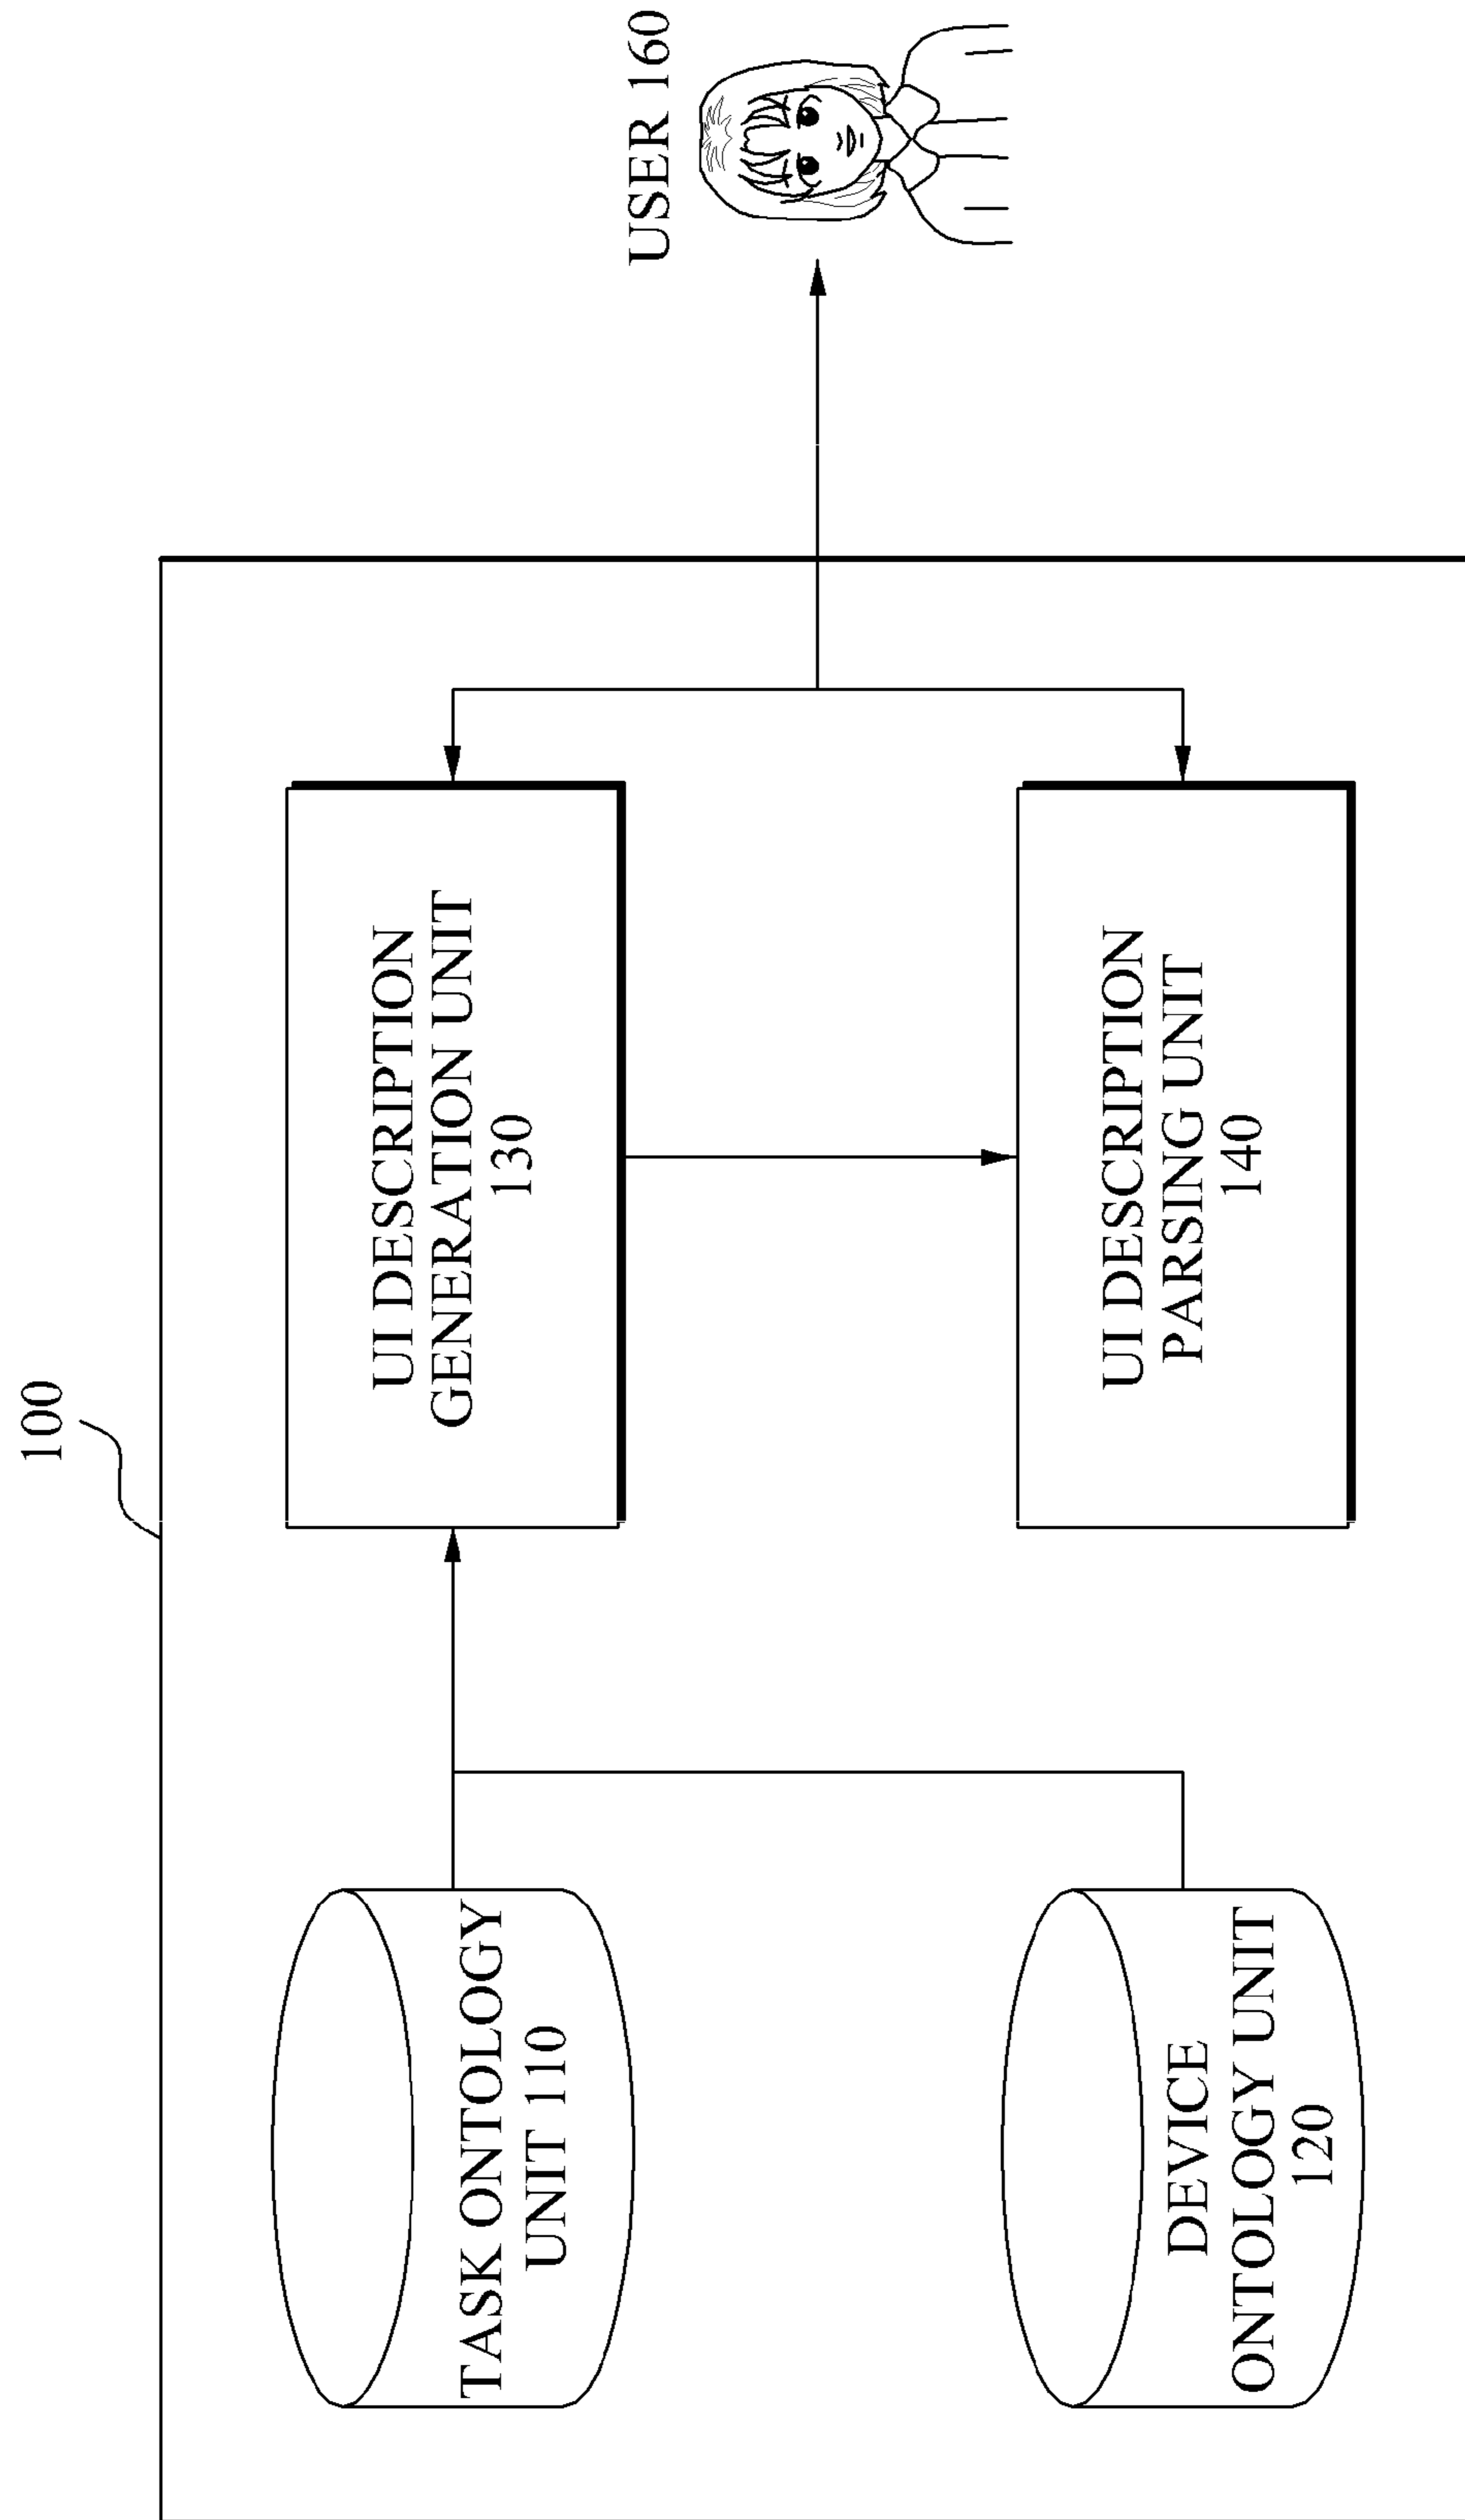 100
TASK ONTOLOGY
UNIT 110
UI DESCRIPTION
GENERATION UNIT
130
USER 160
DEVICE
ONTOLOGY UNIT
120
UI DESCRIPTION
PARSING UNIT
140